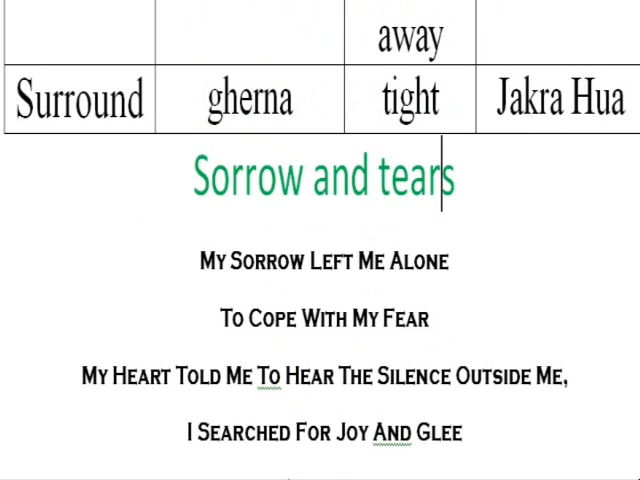 away
Surround gherna tight Jakra Hua
Sorrow and tears
My Sorrow Left Me Alone
To Cope With My Fear
My Heart Told Me To Hear The Silence Outside Me,
I Searched For Joy And Glee